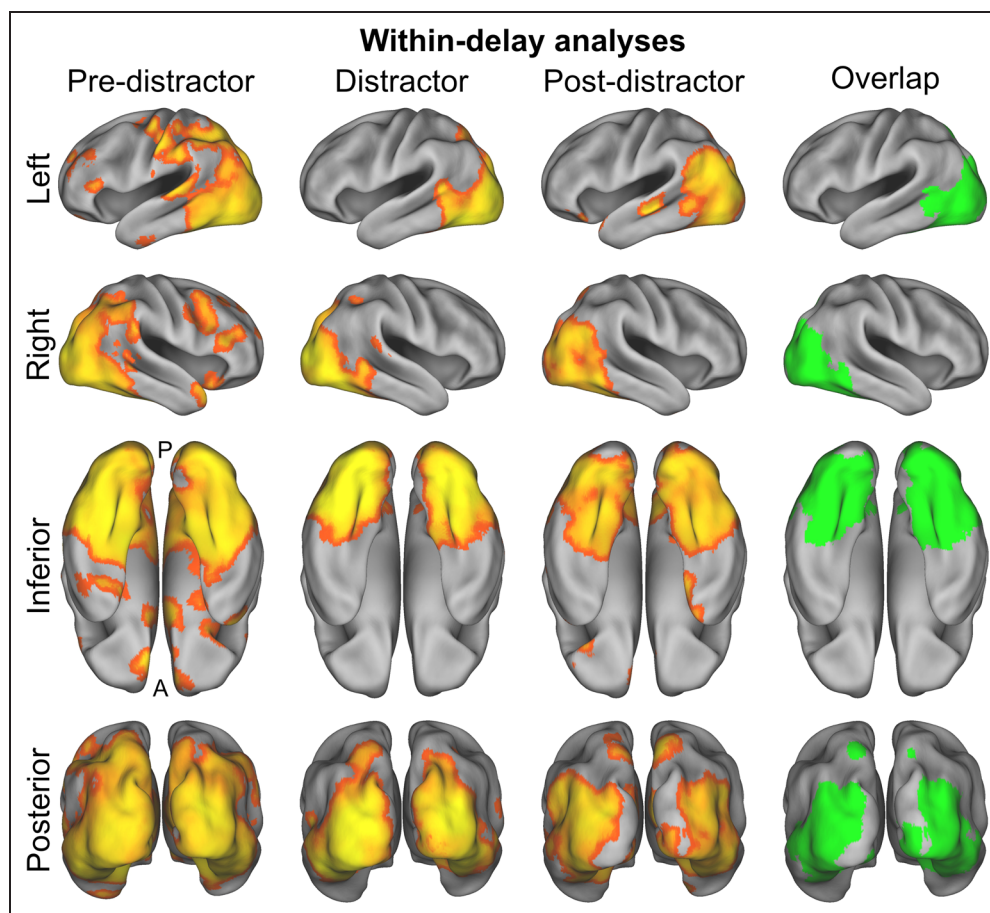 Within-delay analyses
Pre-distractor Distractor Post-distractor Overlap
Left
Right
Inferior
P
A
Posterior